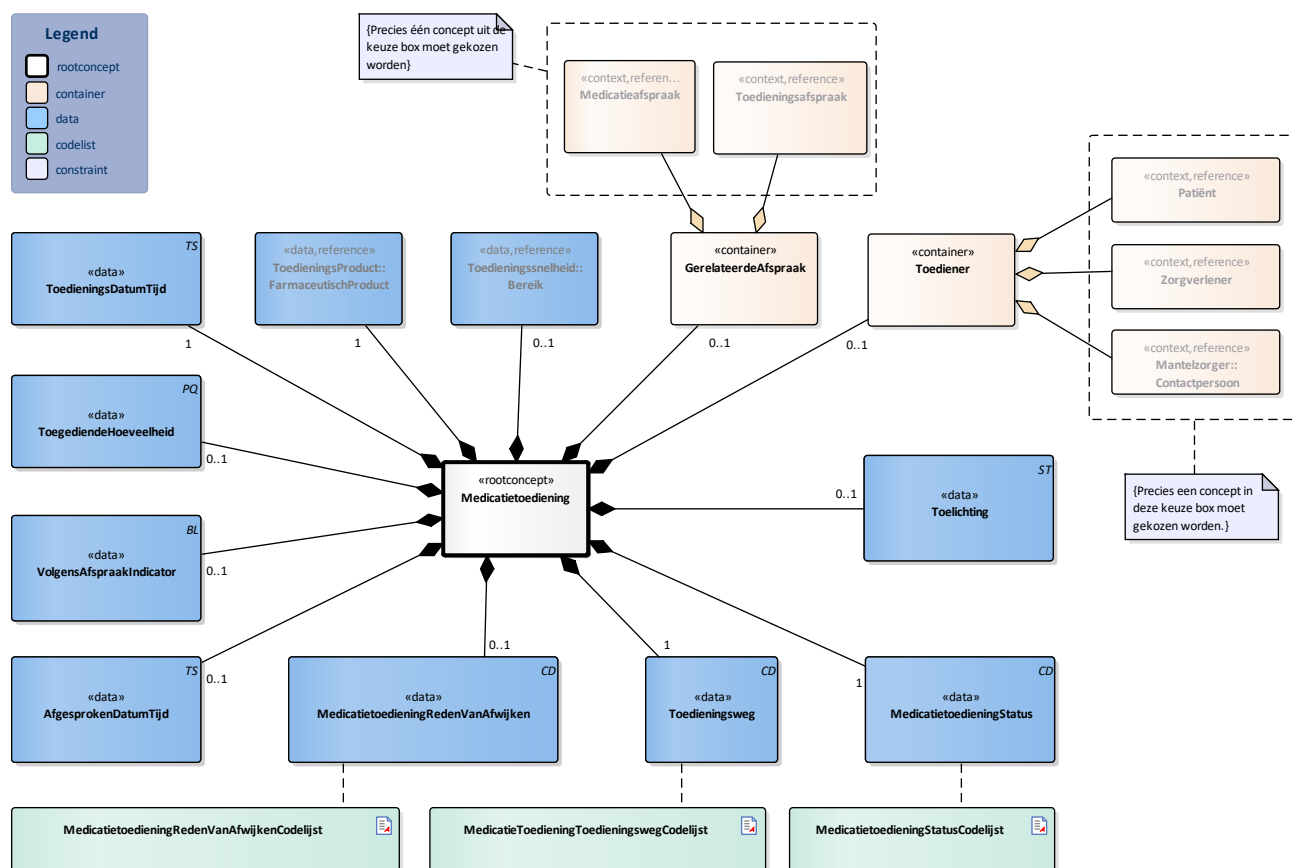 Legend
rootconcept
container
data
codelist
constraint
{Precies één concept uit de
keuze box moet gekozen
worden}
«context,referen...
Medicatieafspraak
«context,reference»
Toedieningsafspraak
«context,reference»
Patiënt
«context,reference»
Zorgverlener
«context,reference»
Mantelzorger::
Contactpersoon
{Precies een concept in
deze keuze box moet
gekozen worden.}
TS
«data»
ToedieningsDatumTijd
1
«data,reference»
ToedieningsProduct::
FarmaceutischProduct
1
«data,reference»
Toedieningssnelheid::
Bereik
0..1
«container»
GerelateerdeAfspraak
0..1
«container»
Toediener
0..1
PQ
«data»
ToegediendeHoeveelheid
0..1
«rootconcept»
Medicatietoediening
ST
«data»
Toelichting
0..1
BL
«data»
VolgensAfspraakIndicator
0..1
TS
«data»
AfgesprokenDatumTijd
0..1
CD
«data»
MedicatietoedieningRedenVanAfwijken
0..1
CD
«data»
Toedieningsweg
1
CD
«data»
MedicatietoedieningStatus
1
MedicatietoedieningRedenVanAfwijkenCodelijst
MedicatieToedieningToedieningswegCodelijst
MedicatietoedieningStatusCodelijst